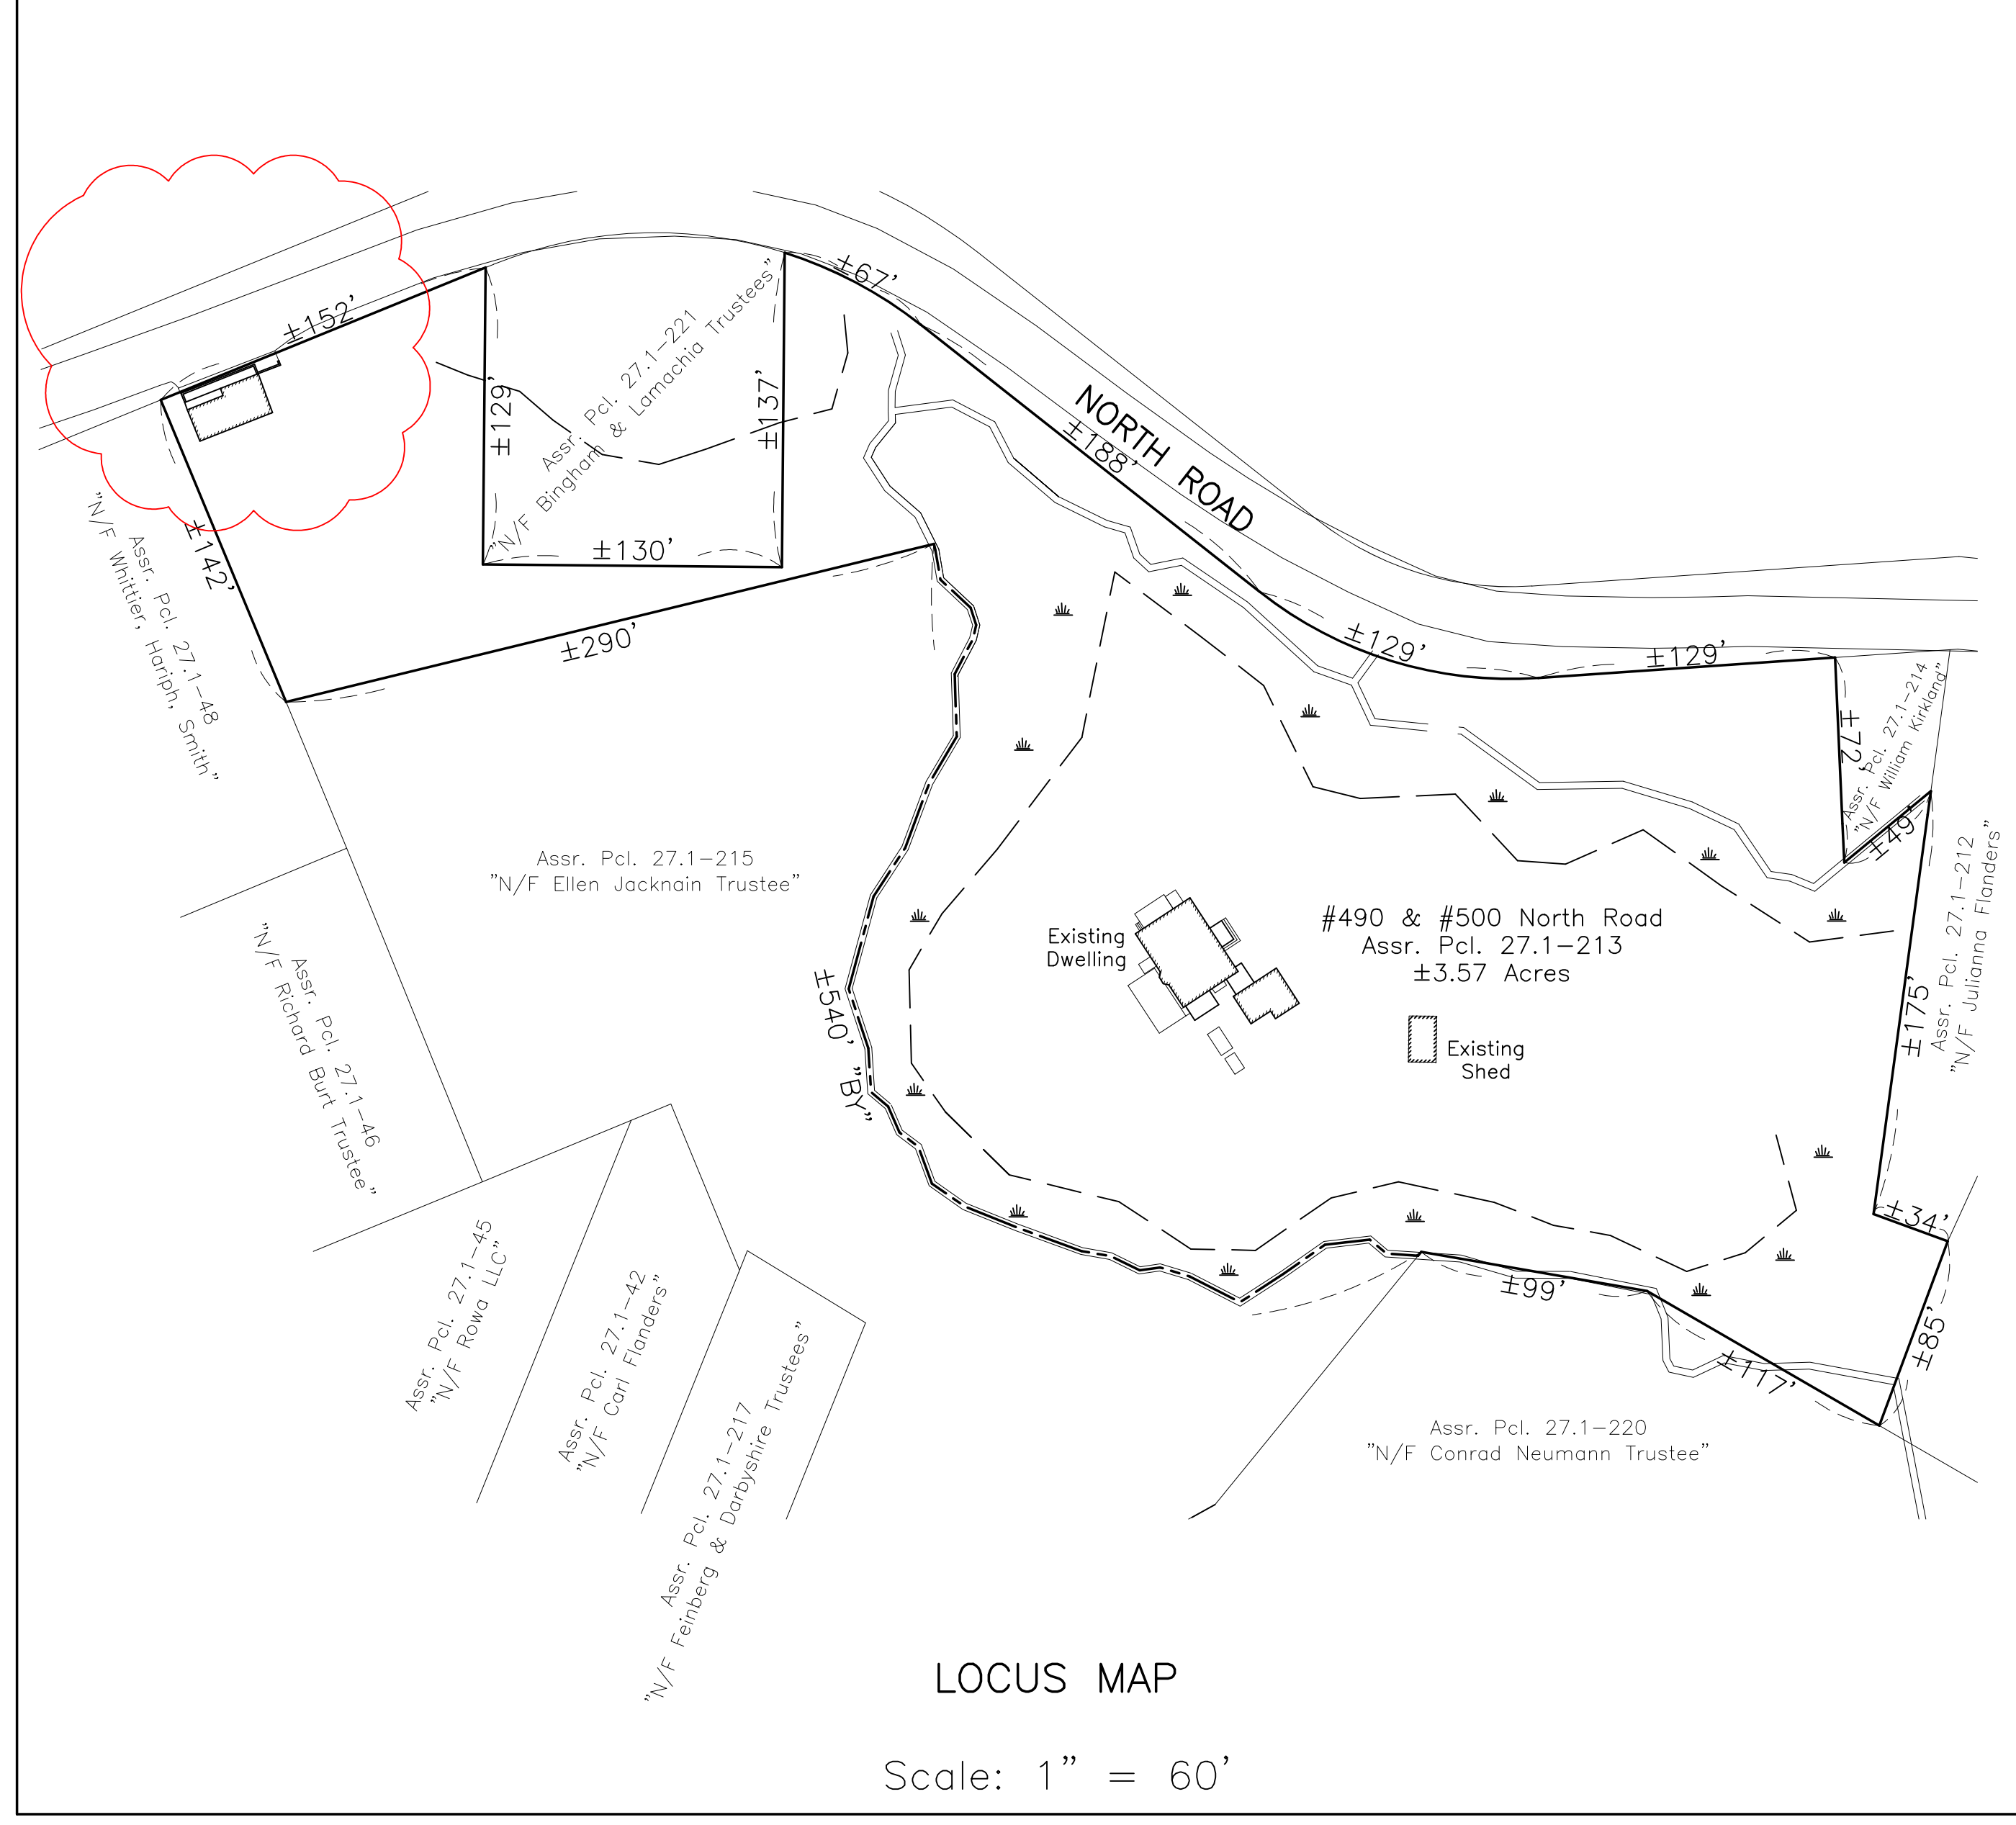 ±152'
±67'
Assr. Pcl. 27.1-221
"N/F Bingham & Lamachia Trustees"
±129'
±137'
NORTH ROAD
±188'
±130'
±142'
Assr. Pcl. 27.1-48
"N/F Whittier, Hariph, Smith"
±290'
±129'
±129'
±72'
Assr. Pcl. 27.1-214
"N/F William Kirkland"
±49'
Assr. Pcl. 27.1-215
"N/F Ellen Jacknain Trustee"
Existing
Dwelling
#490 & #500 North Road
Assr. Pcl. 27.1-213
±3.57 Acres
Existing
Shed
±175'
Assr. Pcl. 27.1-212
"N/F Julianna Flanders"
Assr. Pcl. 27.1-46
"N/F Richard Burt Trustee"
±540' "BY"
±34'
±85'
±99'
±117'
Assr. Pcl. 27.1-45
"N/F Rowa LLC"
Assr. Pcl. 27.1-42
"N/F Carl Flanders"
Assr. Pcl. 27.1-217
"N/F Feinberg & Darbyshire Trustees"
Assr. Pcl. 27.1-220
"N/F Conrad Neumann Trustee"
LOCUS MAP
Scale: 1" = 60'